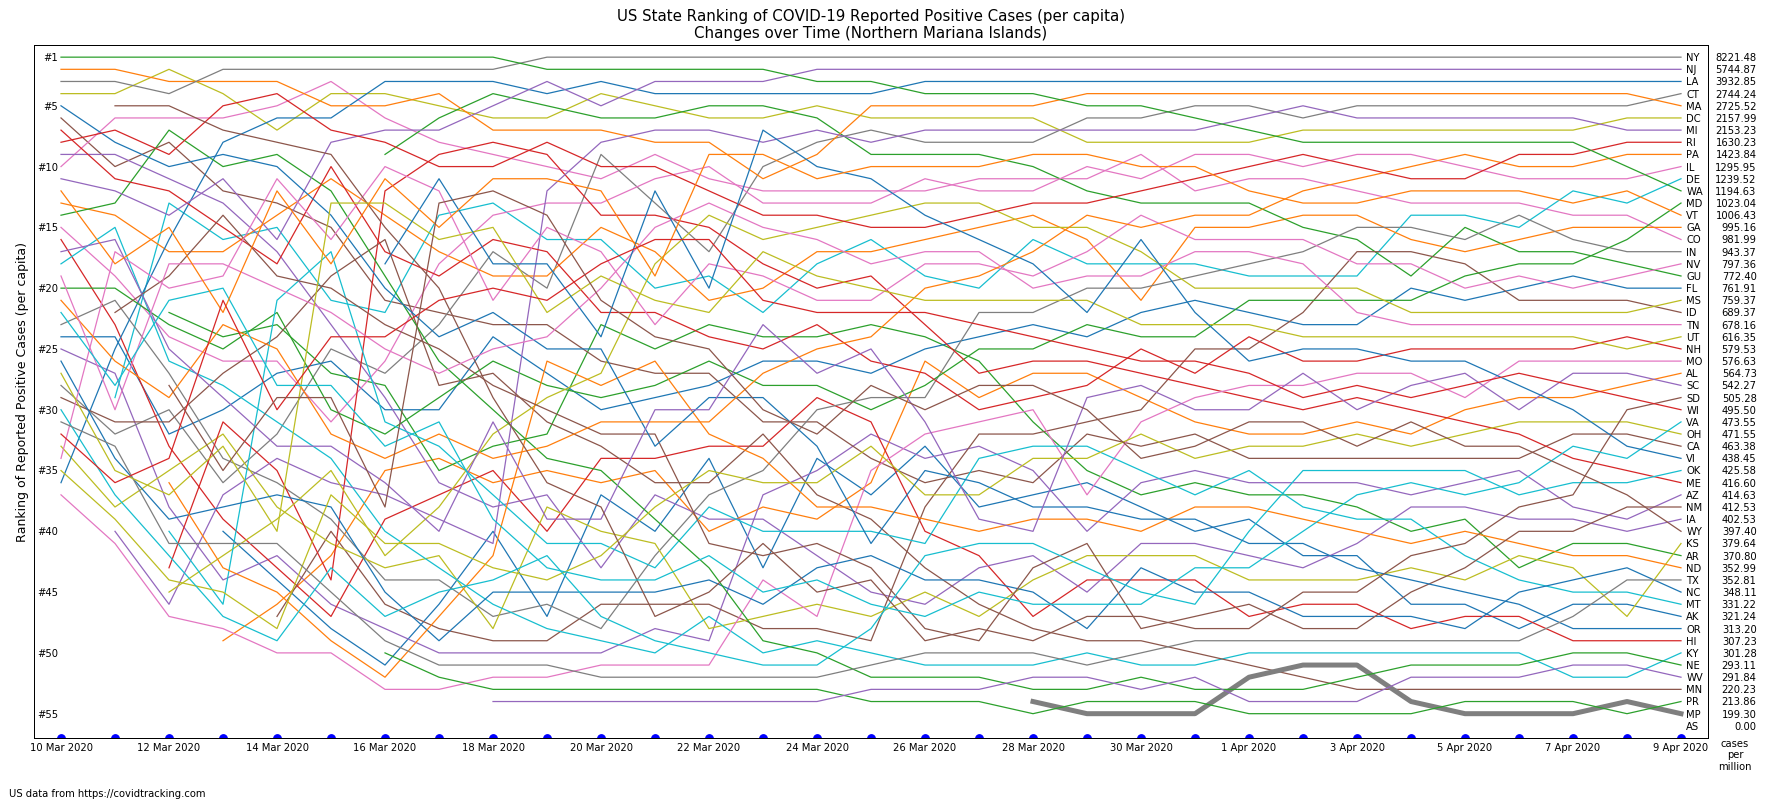 US State Ranking of COVID-19 Reported Positive Cases (per capita)
Changes over Time (Northern Mariana Islands)
Ranking of Reported Positive Cases (per capita)
#1
#5
#10
#15
#20
#25
#30
#35
#40
#45
#50
#55
NY 8221.48
NJ 5744.87
LA 3932.85
CT 2744.24
MA 2725.52
DC 2157.99
MI 2153.23
RI 1630.23
PA 1423.84
IL 1295.95
DE 1239.52
WA 1194.63
MD 1023.04
VT 1006.43
GA 995.16
CO 981.99
IN 943.37
NV 797.36
GU 772.40
FL 761.91
MS 759.37
ID 689.37
TN 678.16
UT 616.35
NH 579.53
MO 576.63
AL 564.73
SC 542.27
SD 505.28
WI 495.50
VA 473.55
OH 471.55
CA 463.38
VI 438.45
OK 425.58
ME 416.60
AZ 414.63
NM 412.53
IA 402.53
WY 397.40
KS 379.64
AR 370.80
ND 352.99
TX 352.81
NC 348.11
MT 331.22
AK 321.24
OR 313.20
HI 307.23
KY 301.28
NE 293.11
WV 291.84
MN 220.23
PR 213.86
MP 199.30
AS 0.00
10 Mar 2020 12 Mar 2020 14 Mar 2020 16 Mar 2020 18 Mar 2020 20 Mar 2020 22 Mar 2020 24 Mar 2020 26 Mar 2020 28 Mar 2020 30 Mar 2020 1 Apr 2020 3 Apr 2020 5 Apr 2020 7 Apr 2020 9 Apr 2020
cases
per
million
US data from https://covidtracking.com